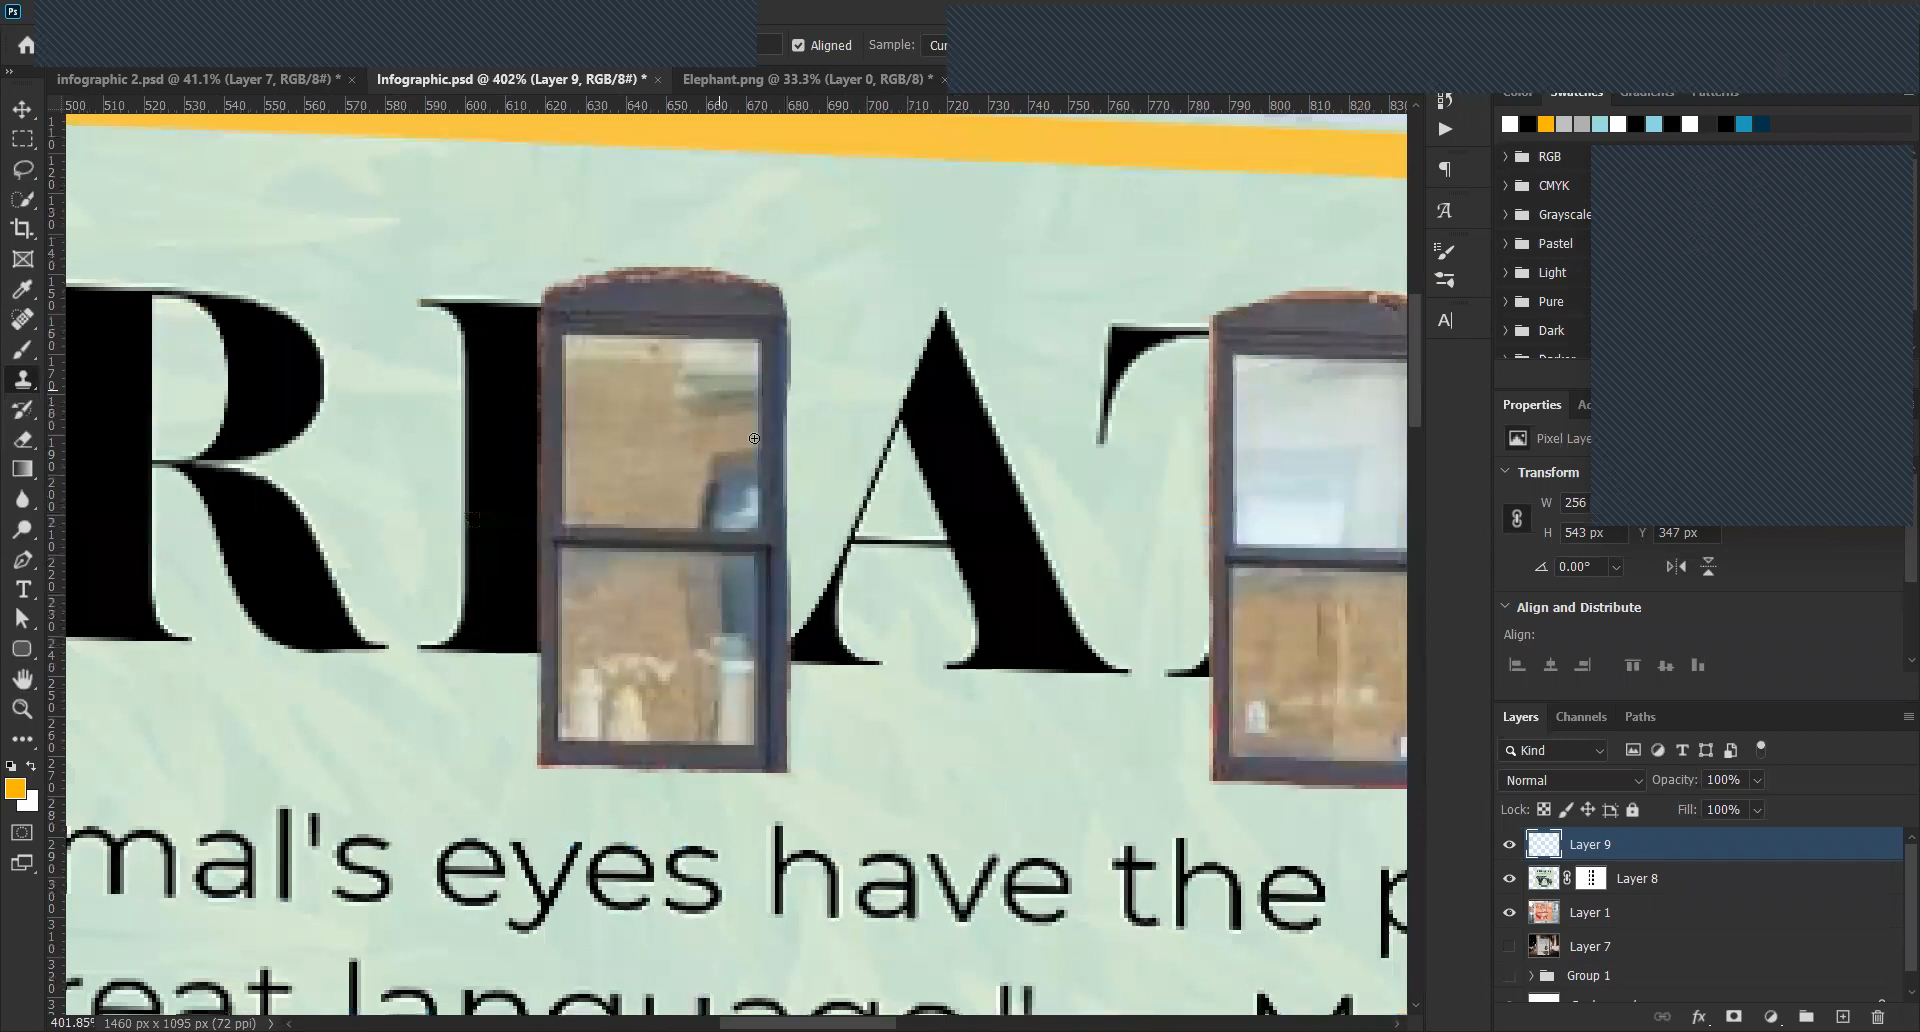 Ps
Aligned Sample: Cur
infographic 2.psd @ 41.1% (Layer 7, RGB/8#) * × Infographic.psd @ 402% (Layer 9, RGB/8#) * × Elephant.png @ 33.3% (Layer 0, RGB/8) * ×
500 510 520 530 540 550 560 570 580 590 600 610 620 630 640 650 660 670 680 690 700 710 720 730 740 750 760 770 780 790 800 810 820 830
Color Swatches Gradients Patterns
RGB
CMYK
Grayscale
Pastel
Light
Pure
Dark
Darker
Properties Ad
Pixel Laye
Transform
W 256
H 543 px Y 347 px
0.00°
Align and Distribute
Align:
Layers Channels Paths
Kind
Normal Opacity: 100%
Lock: Fill: 100%
Layer 9
Layer 8
Layer 1
Layer 7
Group 1
R A T
mal's eyes have the p
reat language" M
401.85% 1460 px x 1095 px (72 ppi)